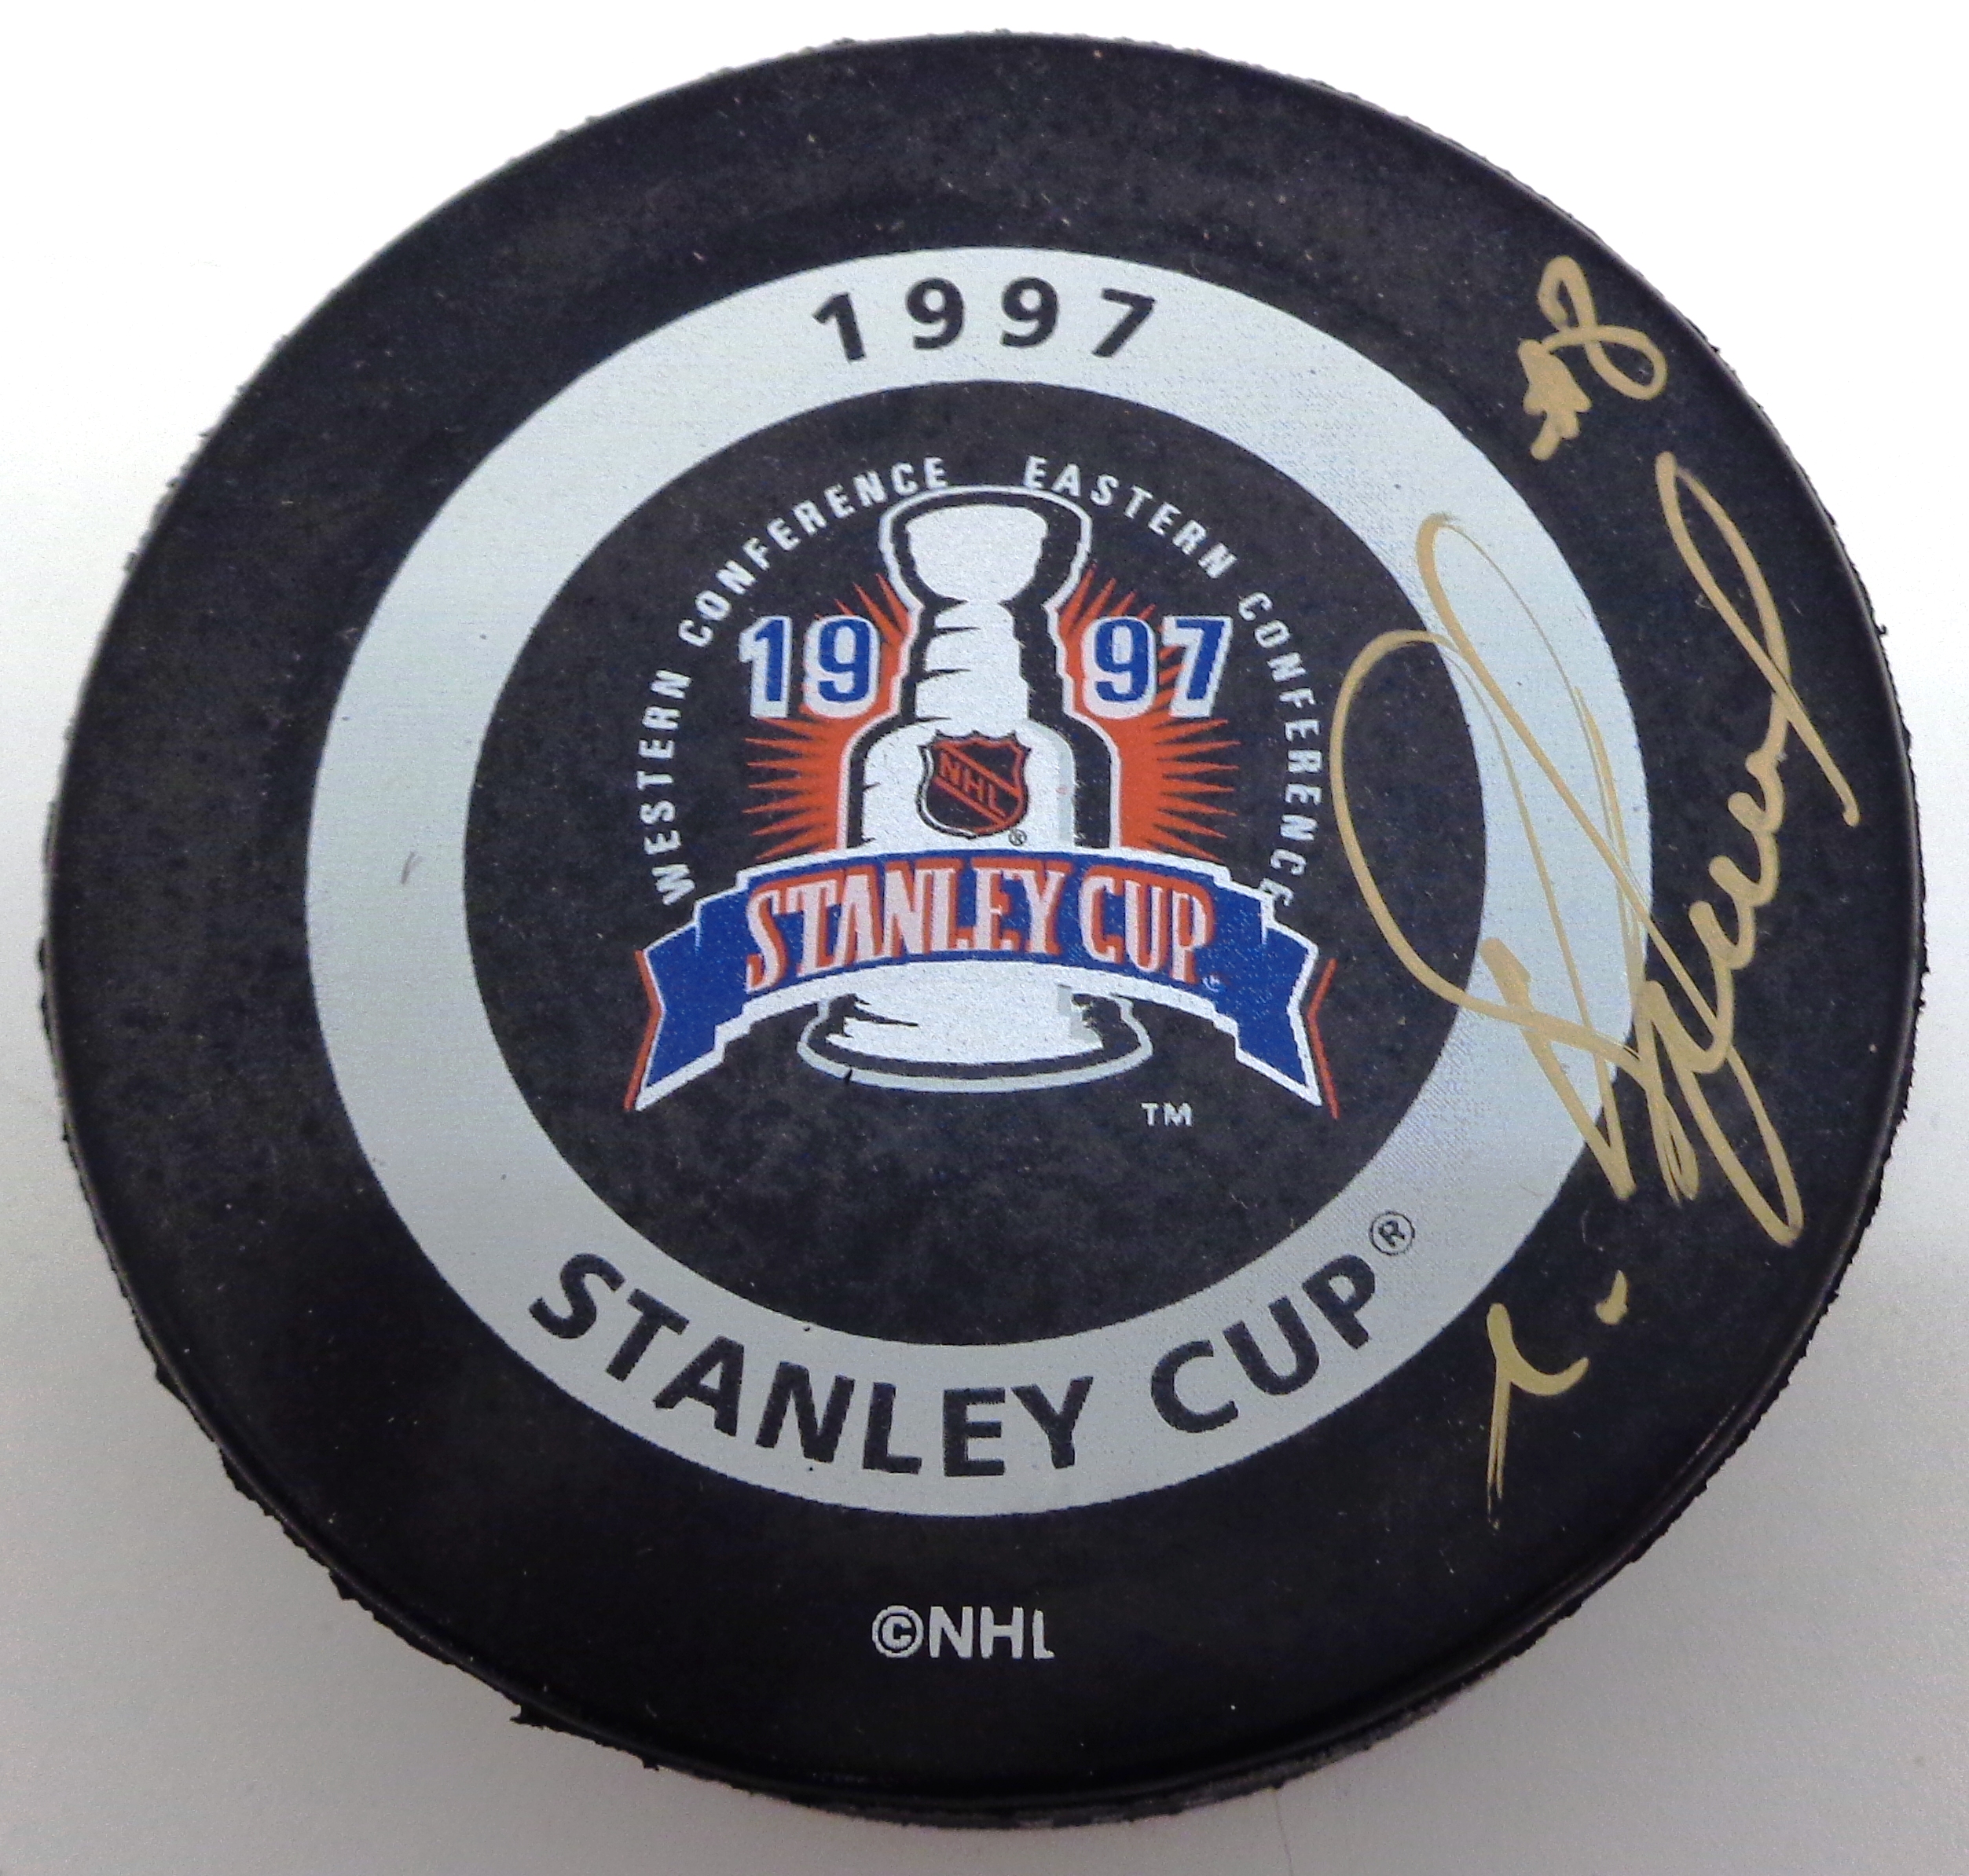 1997
WESTERN CONFERENCE EASTERN CONFERENCE
19 97
NHL
®
STANLEY CUP
TM
STANLEY CUP®
©NHL
#8